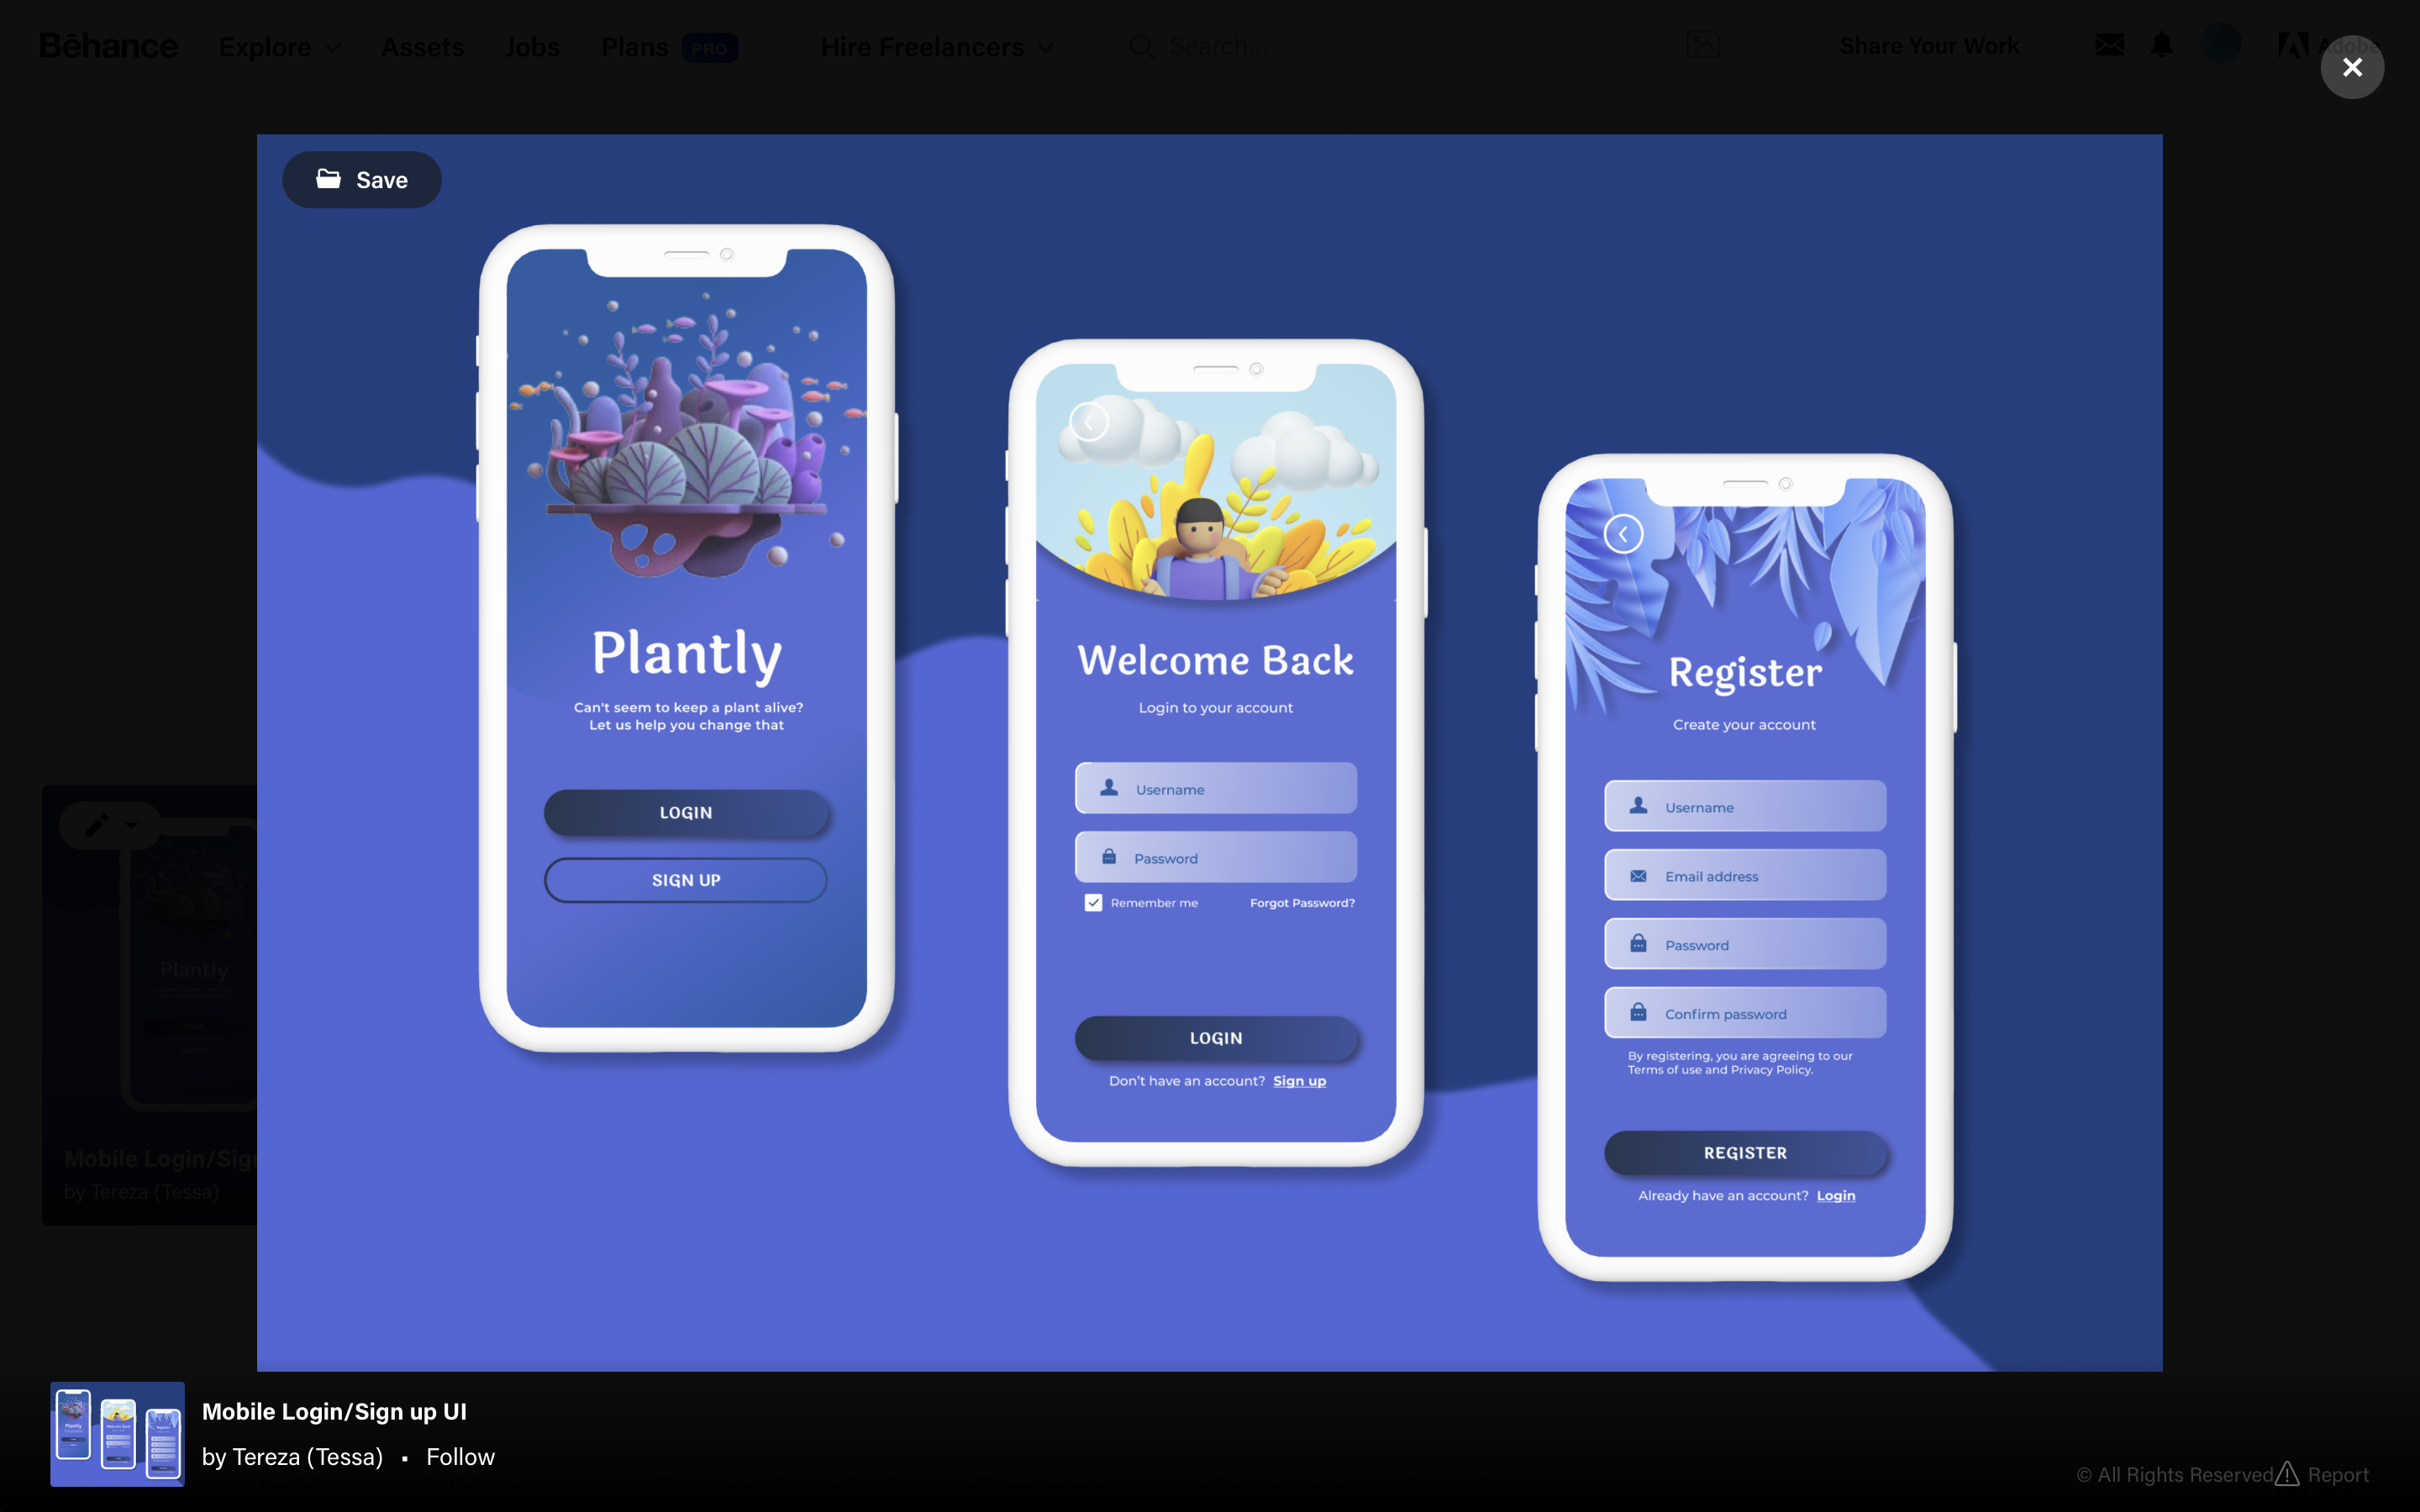 Bēhance
Explore
Assets
Jobs
Plans PRO
Hire Freelancers
Search...
Share Your Work
Adobe
Save
Plantly
Can't seem to keep a plant alive?
Let us help you change that
LOGIN
SIGN UP
Welcome Back
Login to your account
Username
Password
Remember me
Forgot Password?
LOGIN
Don't have an account? Sign up
Register
Create your account
Username
Email address
Password
Confirm password
By registering, you are agreeing to our
Terms of use and Privacy Policy.
REGISTER
Already have an account? Login
Plantly
Mobile Login/Sig
by Tereza (Tessa)
Mobile Login/Sign up UI
by Tereza (Tessa) • Follow
© All Rights Reserved
Report